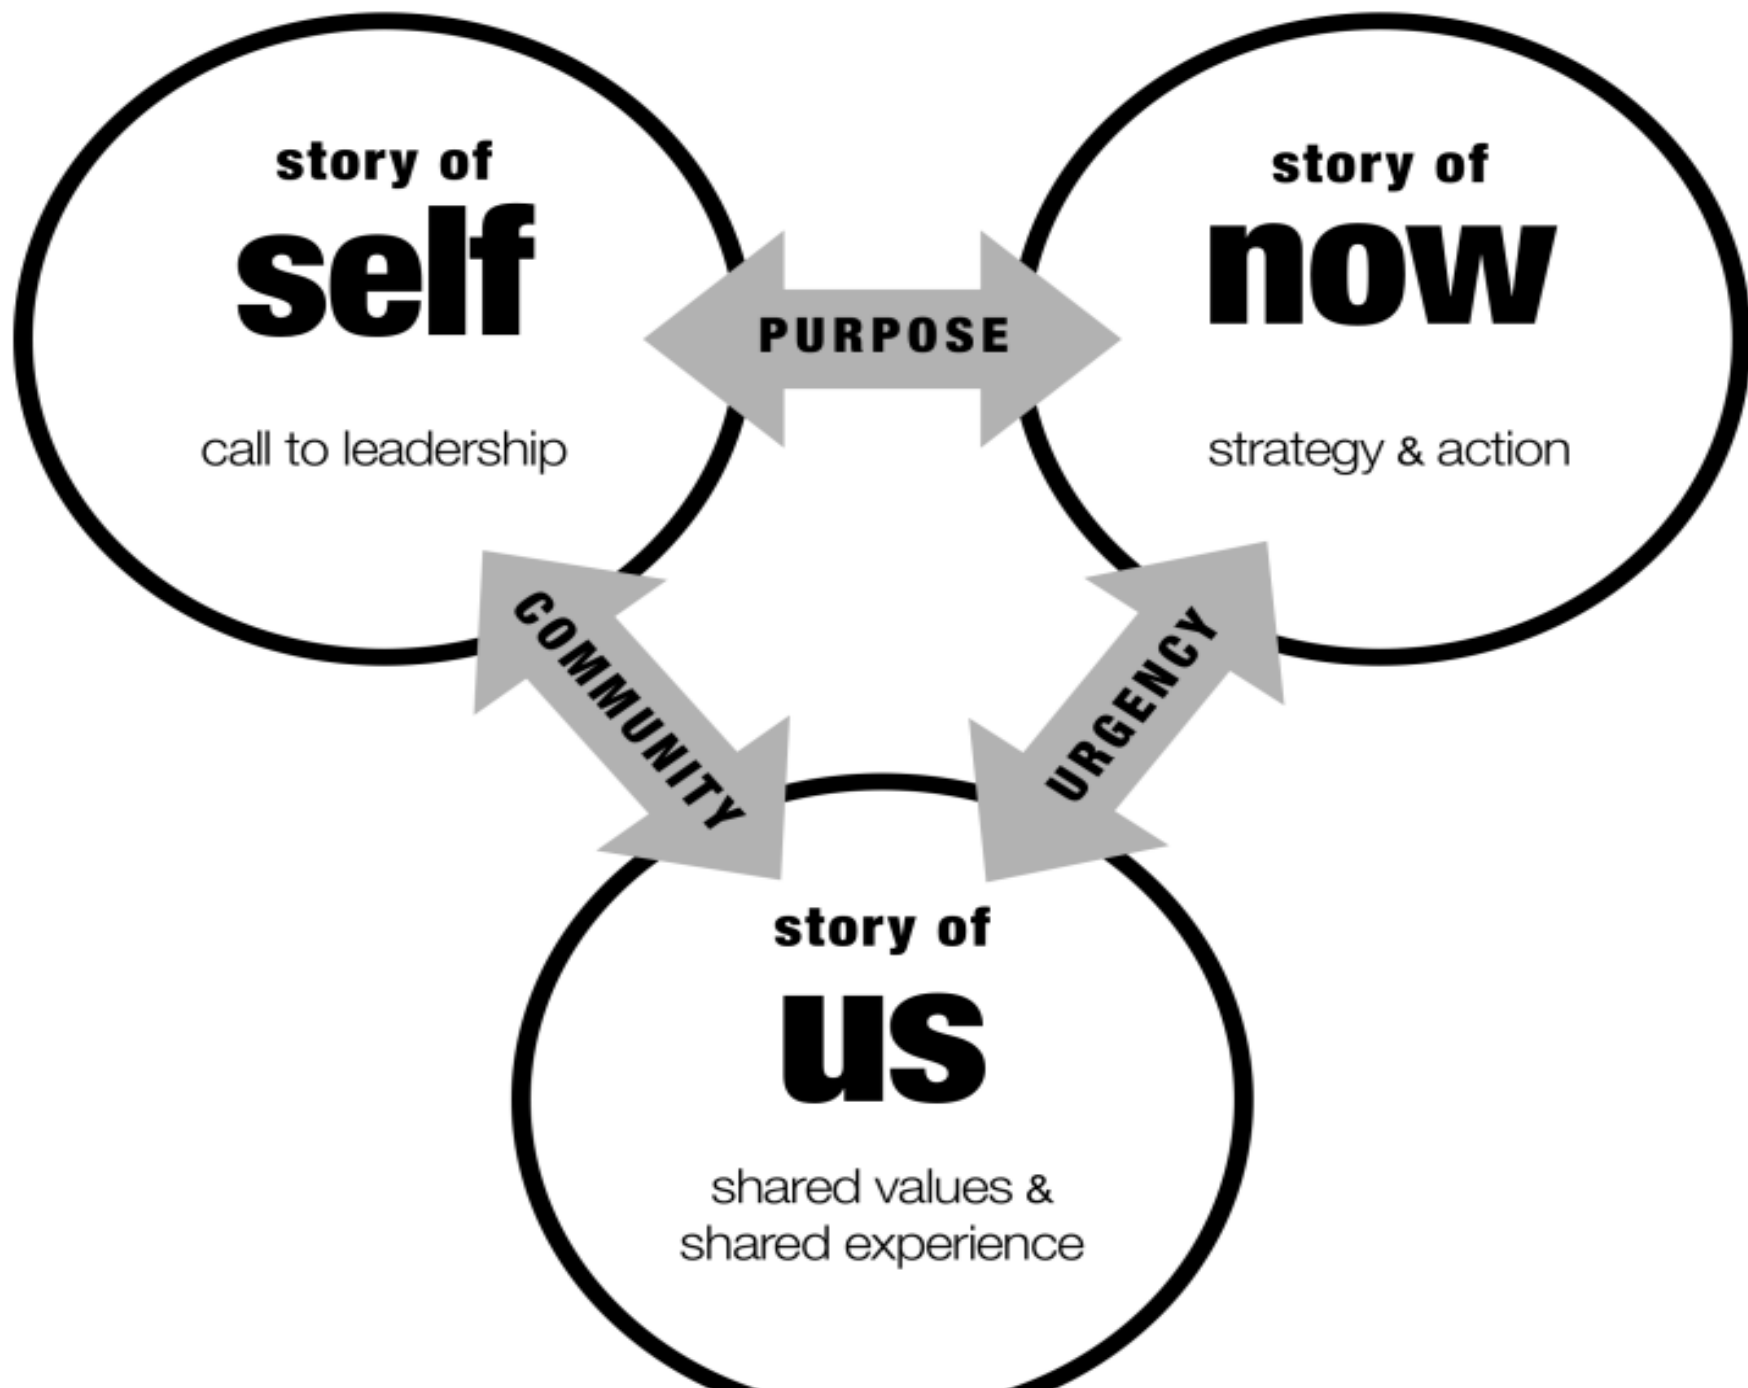 story of
self
call to leadership
PURPOSE
story of
now
strategy & action
COMMUNITY
URGENCY
story of
us
shared values &
shared experience